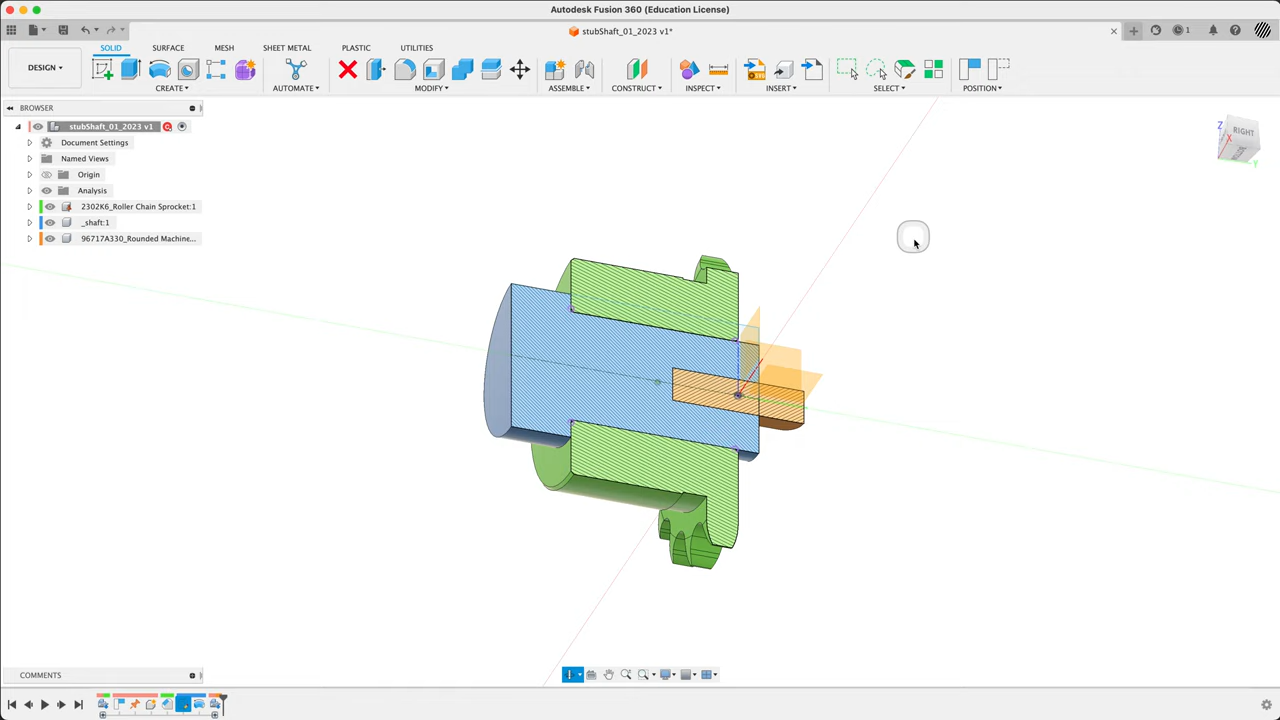 Autodesk Fusion 360 (Education License)
stubShaft_01_2023 v1*
1
DESIGN
SOLID
SURFACE
MESH
SHEET METAL
PLASTIC
UTILITIES
CREATE
AUTOMATE
MODIFY
ASSEMBLE
CONSTRUCT
INSPECT
INSERT
SELECT
POSITION
BROWSER
stubShaft_01_2023 v1
Document Settings
Named Views
Origin
Analysis
2302K6_Roller Chain Sprocket:1
_shaft:1
96717A330_Rounded Machine...
Z
X
Y
RIGHT
COMMENTS